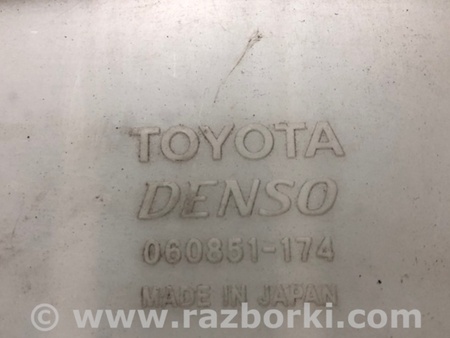 TOYOTA
DENSO
060851-174
MADE IN JAPAN
© www.razborki.com